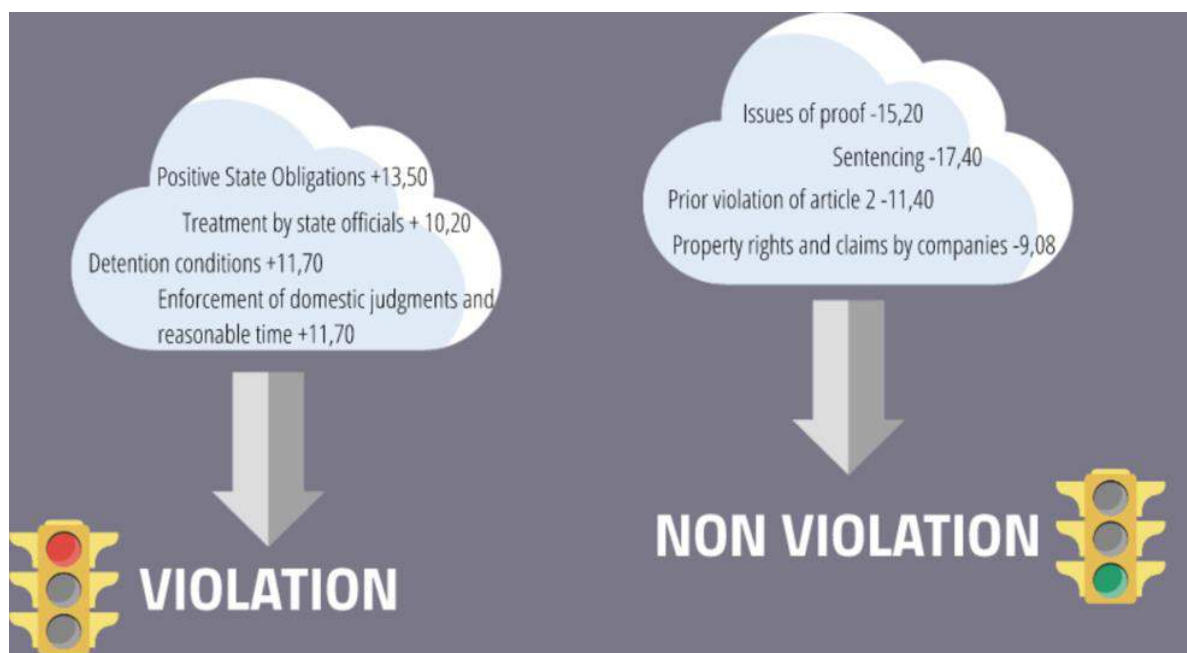 Positive State Obligations +13,50
Treatment by state officials + 10,20
Detention conditions +11,70
Enforcement of domestic judgments and
reasonable time +11,70
VIOLATION
Issues of proof -15,20
Sentencing -17,40
Prior violation of article 2 -11,40
Property rights and claims by companies -9,08
NON VIOLATION